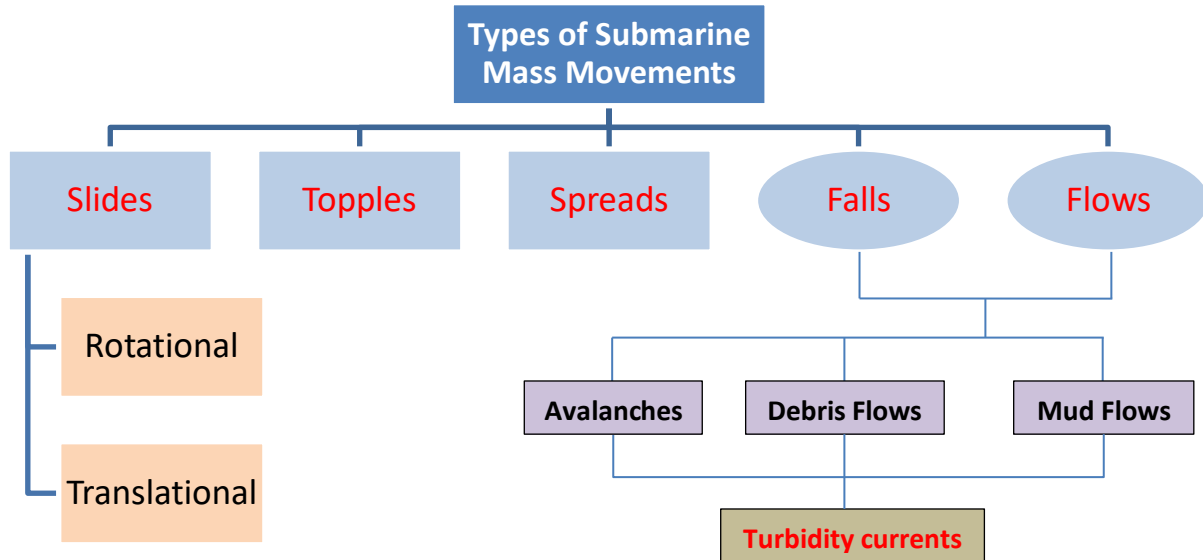 Types of Submarine
Mass Movements
Slides
Topples
Spreads
Falls
Flows
Rotational
Translational
Avalanches
Debris Flows
Mud Flows
Turbidity currents